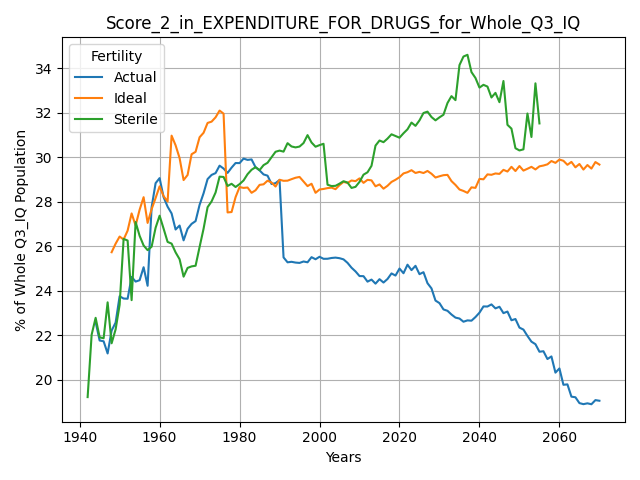 Score_2_in_EXPENDITURE_FOR_DRUGS_for_Whole_Q3_IQ
Fertility
Actual
Ideal
Sterile
% of Whole Q3_IQ Population
34
32
30
28
26
24
22
20
1940
1960
1980
2000
2020
2040
2060
Years